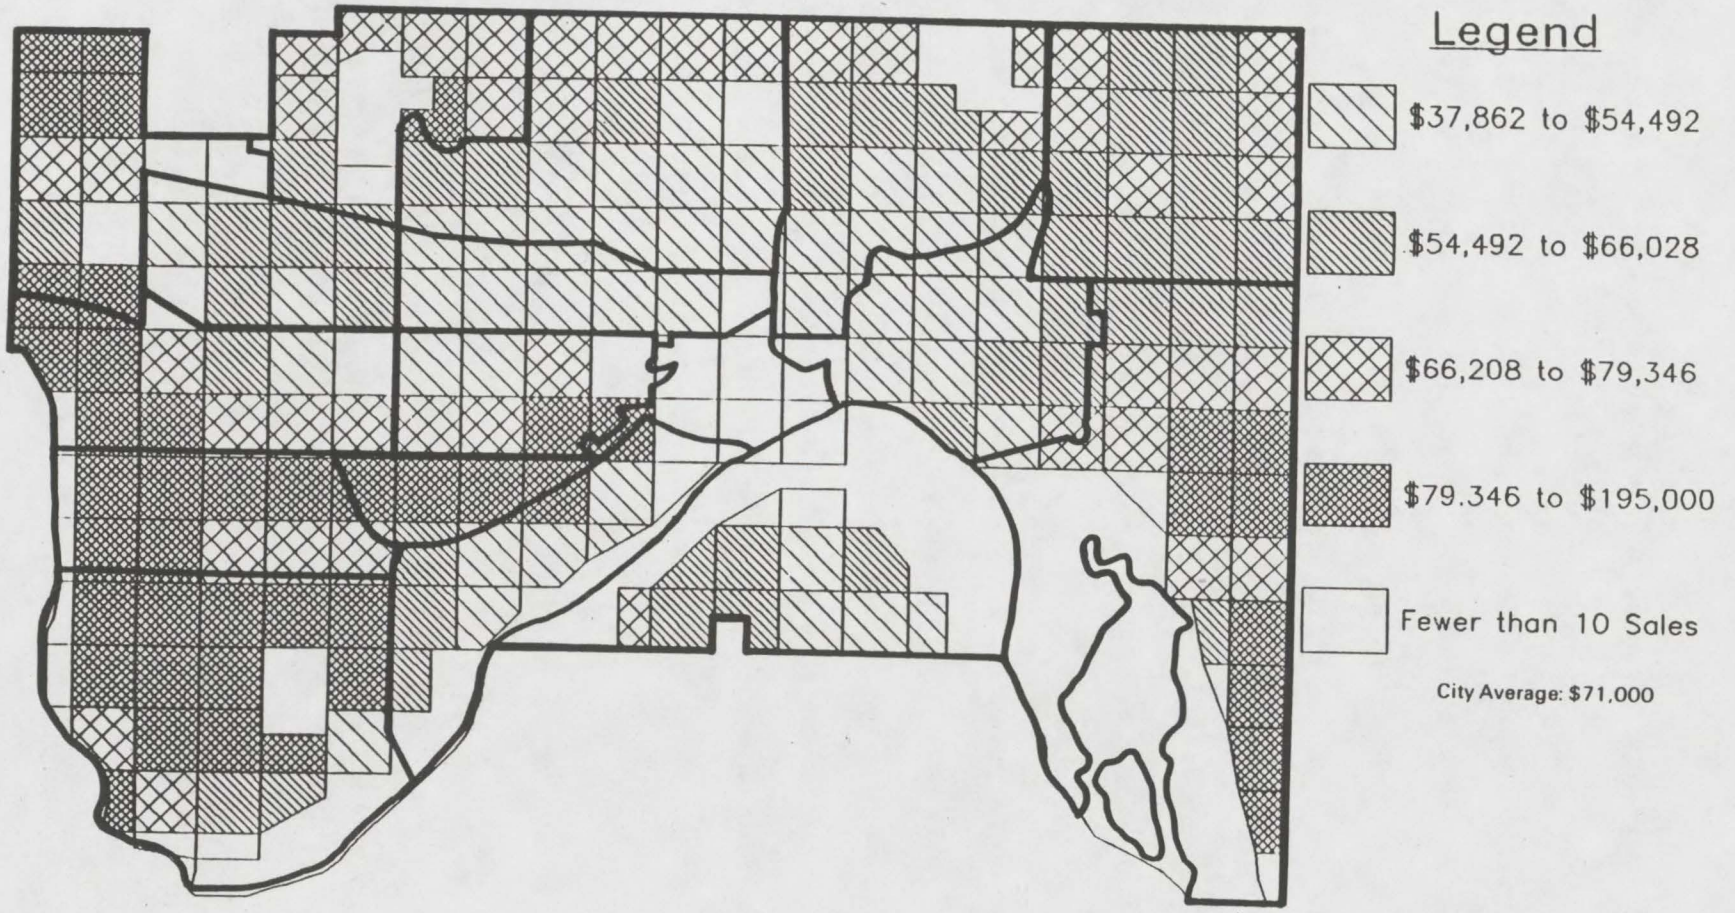 Legend
$37,862 to $54,492
$54,492 to $66,028
$66,208 to $79,346
$79.346 to $195,000
Fewer than 10 Sales
City Average: $71,000